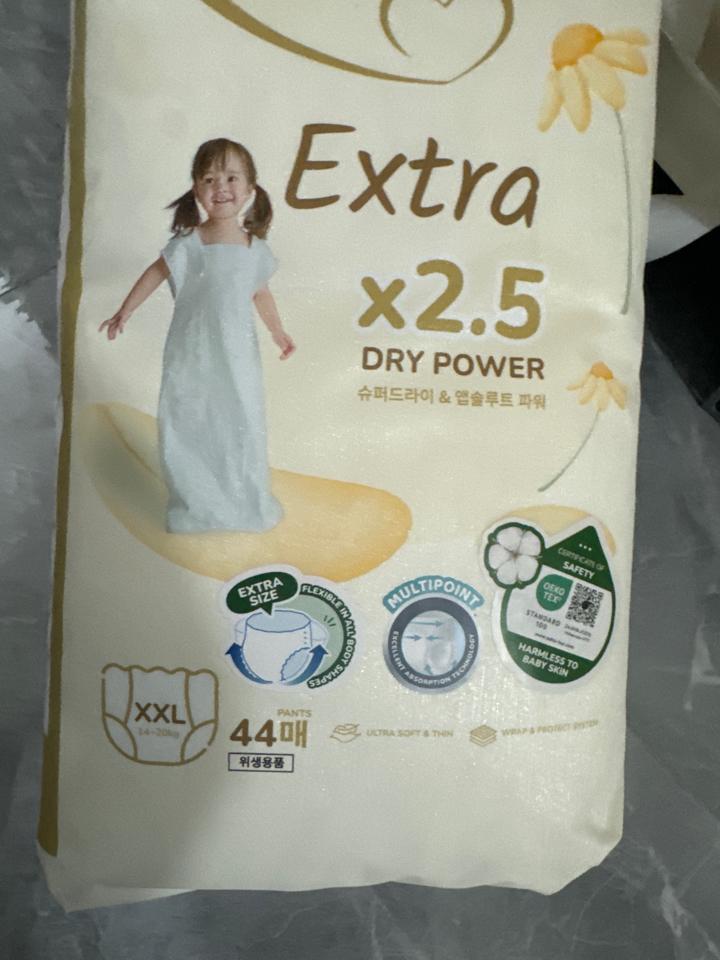 Extra
x2.5
DRY POWER
슈퍼드라이 & 앱솔루트 파워
EXTRA
SIZE
FLEXIBLE IN ALL BODY SHAPES
MULTIPOINT
EXCELLENT ABSORPTION TECHNOLOGY
CERTIFICATE OF
SAFETY
OEKO
TEX®
STANDARD
100
HARMLESS TO
BABY SKIN
XXL
14~20kg
PANTS
44매
위생용품
ULTRA SOFT & THIN
WRAP & PROTECT SYSTEM